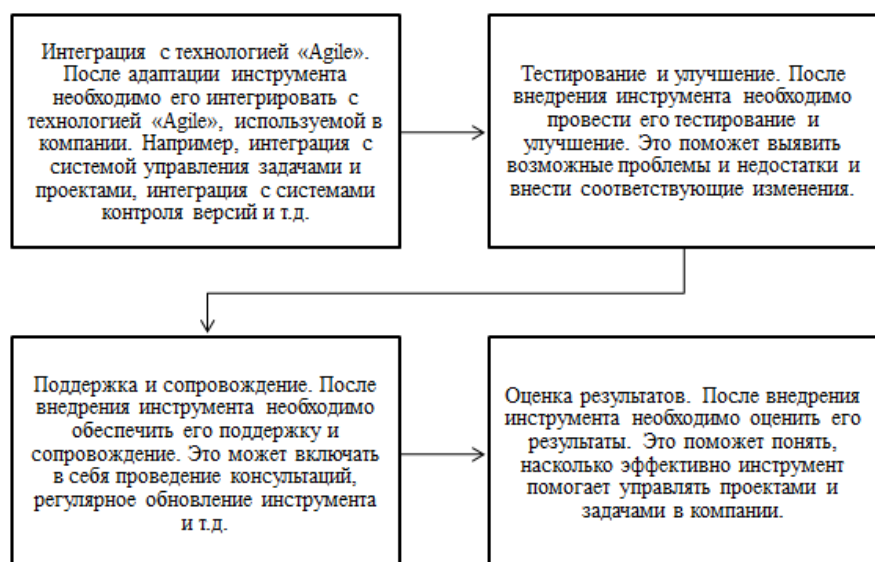 Интеграция с технологией «Agile».
После адаптации инструмента
необходимо его интегрировать с
технологией «Agile», используемой в
компании. Например, интеграция с
системой управления задачами и
проектами, интеграция с системами
контроля версий и т.д.
Тестирование и улучшение. После
внедрения инструмента необходимо
провести его тестирование и
улучшение. Это поможет выявить
возможные проблемы и недостатки и
внести соответствующие изменения.
Поддержка и сопровождение. После
внедрения инструмента необходимо
обеспечить его поддержку и
сопровождение. Это может включать
в себя проведение консультаций,
регулярное обновление инструмента
и т.д.
Оценка результатов. После внедрения
инструмента необходимо оценить его
результаты. Это поможет понять,
насколько эффективно инструмент
помогает управлять проектами и
задачами в компании.